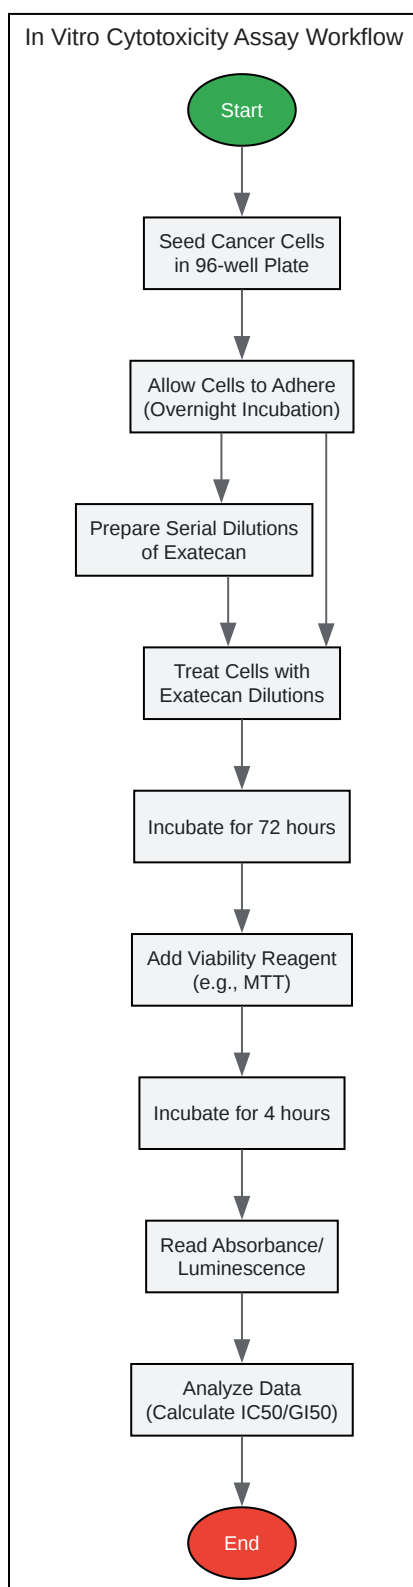 In Vitro Cytotoxicity Assay Workflow
Start
Seed Cancer Cells
in 96-well Plate
Allow Cells to Adhere
(Overnight Incubation)
Prepare Serial Dilutions
of Exatecan
Treat Cells with
Exatecan Dilutions
Incubate for 72 hours
Add Viability Reagent
(e.g., MTT)
Incubate for 4 hours
Read Absorbance/
Luminescence
Analyze Data
(Calculate IC50/GI50)
End